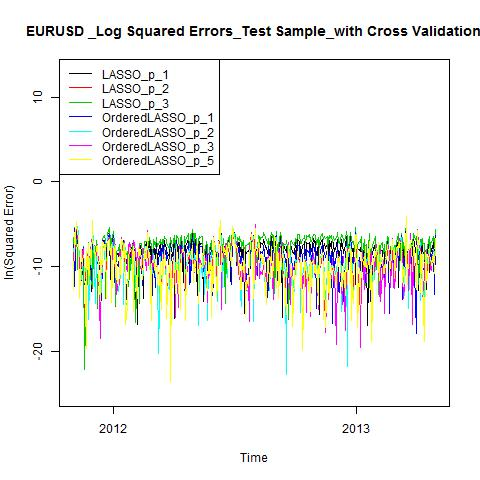 EURUSD _Log Squared Errors_Test Sample_with Cross Validation
LASSO_p_1
LASSO_p_2
LASSO_p_3
OrderedLASSO_p_1
OrderedLASSO_p_2
OrderedLASSO_p_3
OrderedLASSO_p_5
ln(Squared Error)
10
0
-10
-20
2012
2013
Time